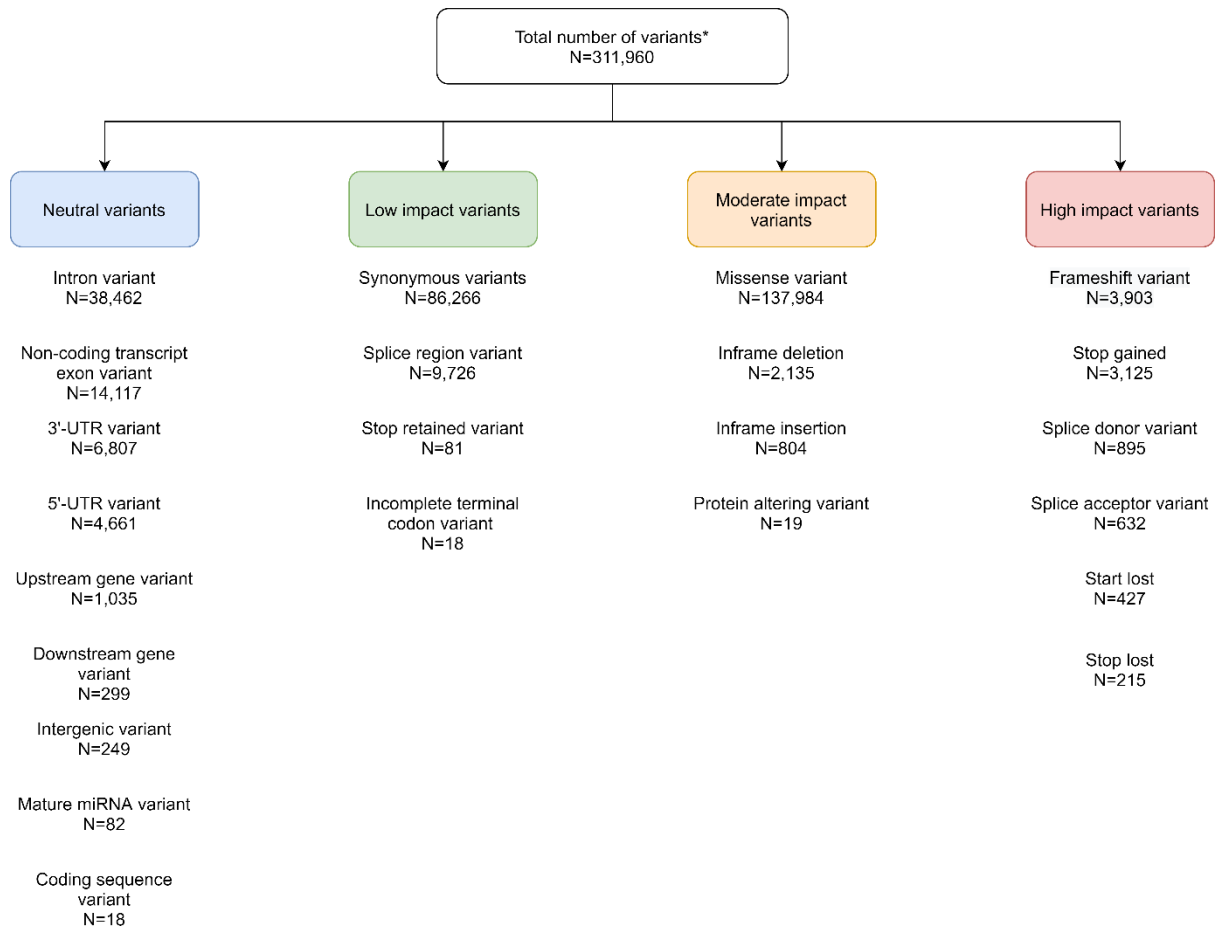 Total number of variants*
N=311,960
Neutral variants
Intron variant
N=38,462
Non-coding transcript
exon variant
N=14,117
3'-UTR variant
N=6,807
5'-UTR variant
N=4,661
Upstream gene variant
N=1,035
Downstream gene
variant
N=299
Intergenic variant
N=249
Mature miRNA variant
N=82
Coding sequence
variant
N=18
Low impact variants
Synonymous variants
N=86,266
Splice region variant
N=9,726
Stop retained variant
N=81
Incomplete terminal
codon variant
N=18
Moderate impact
variants
Missense variant
N=137,984
Inframe deletion
N=2,135
Inframe insertion
N=804
Protein altering variant
N=19
High impact variants
Frameshift variant
N=3,903
Stop gained
N=3,125
Splice donor variant
N=895
Splice acceptor variant
N=632
Start lost
N=427
Stop lost
N=215